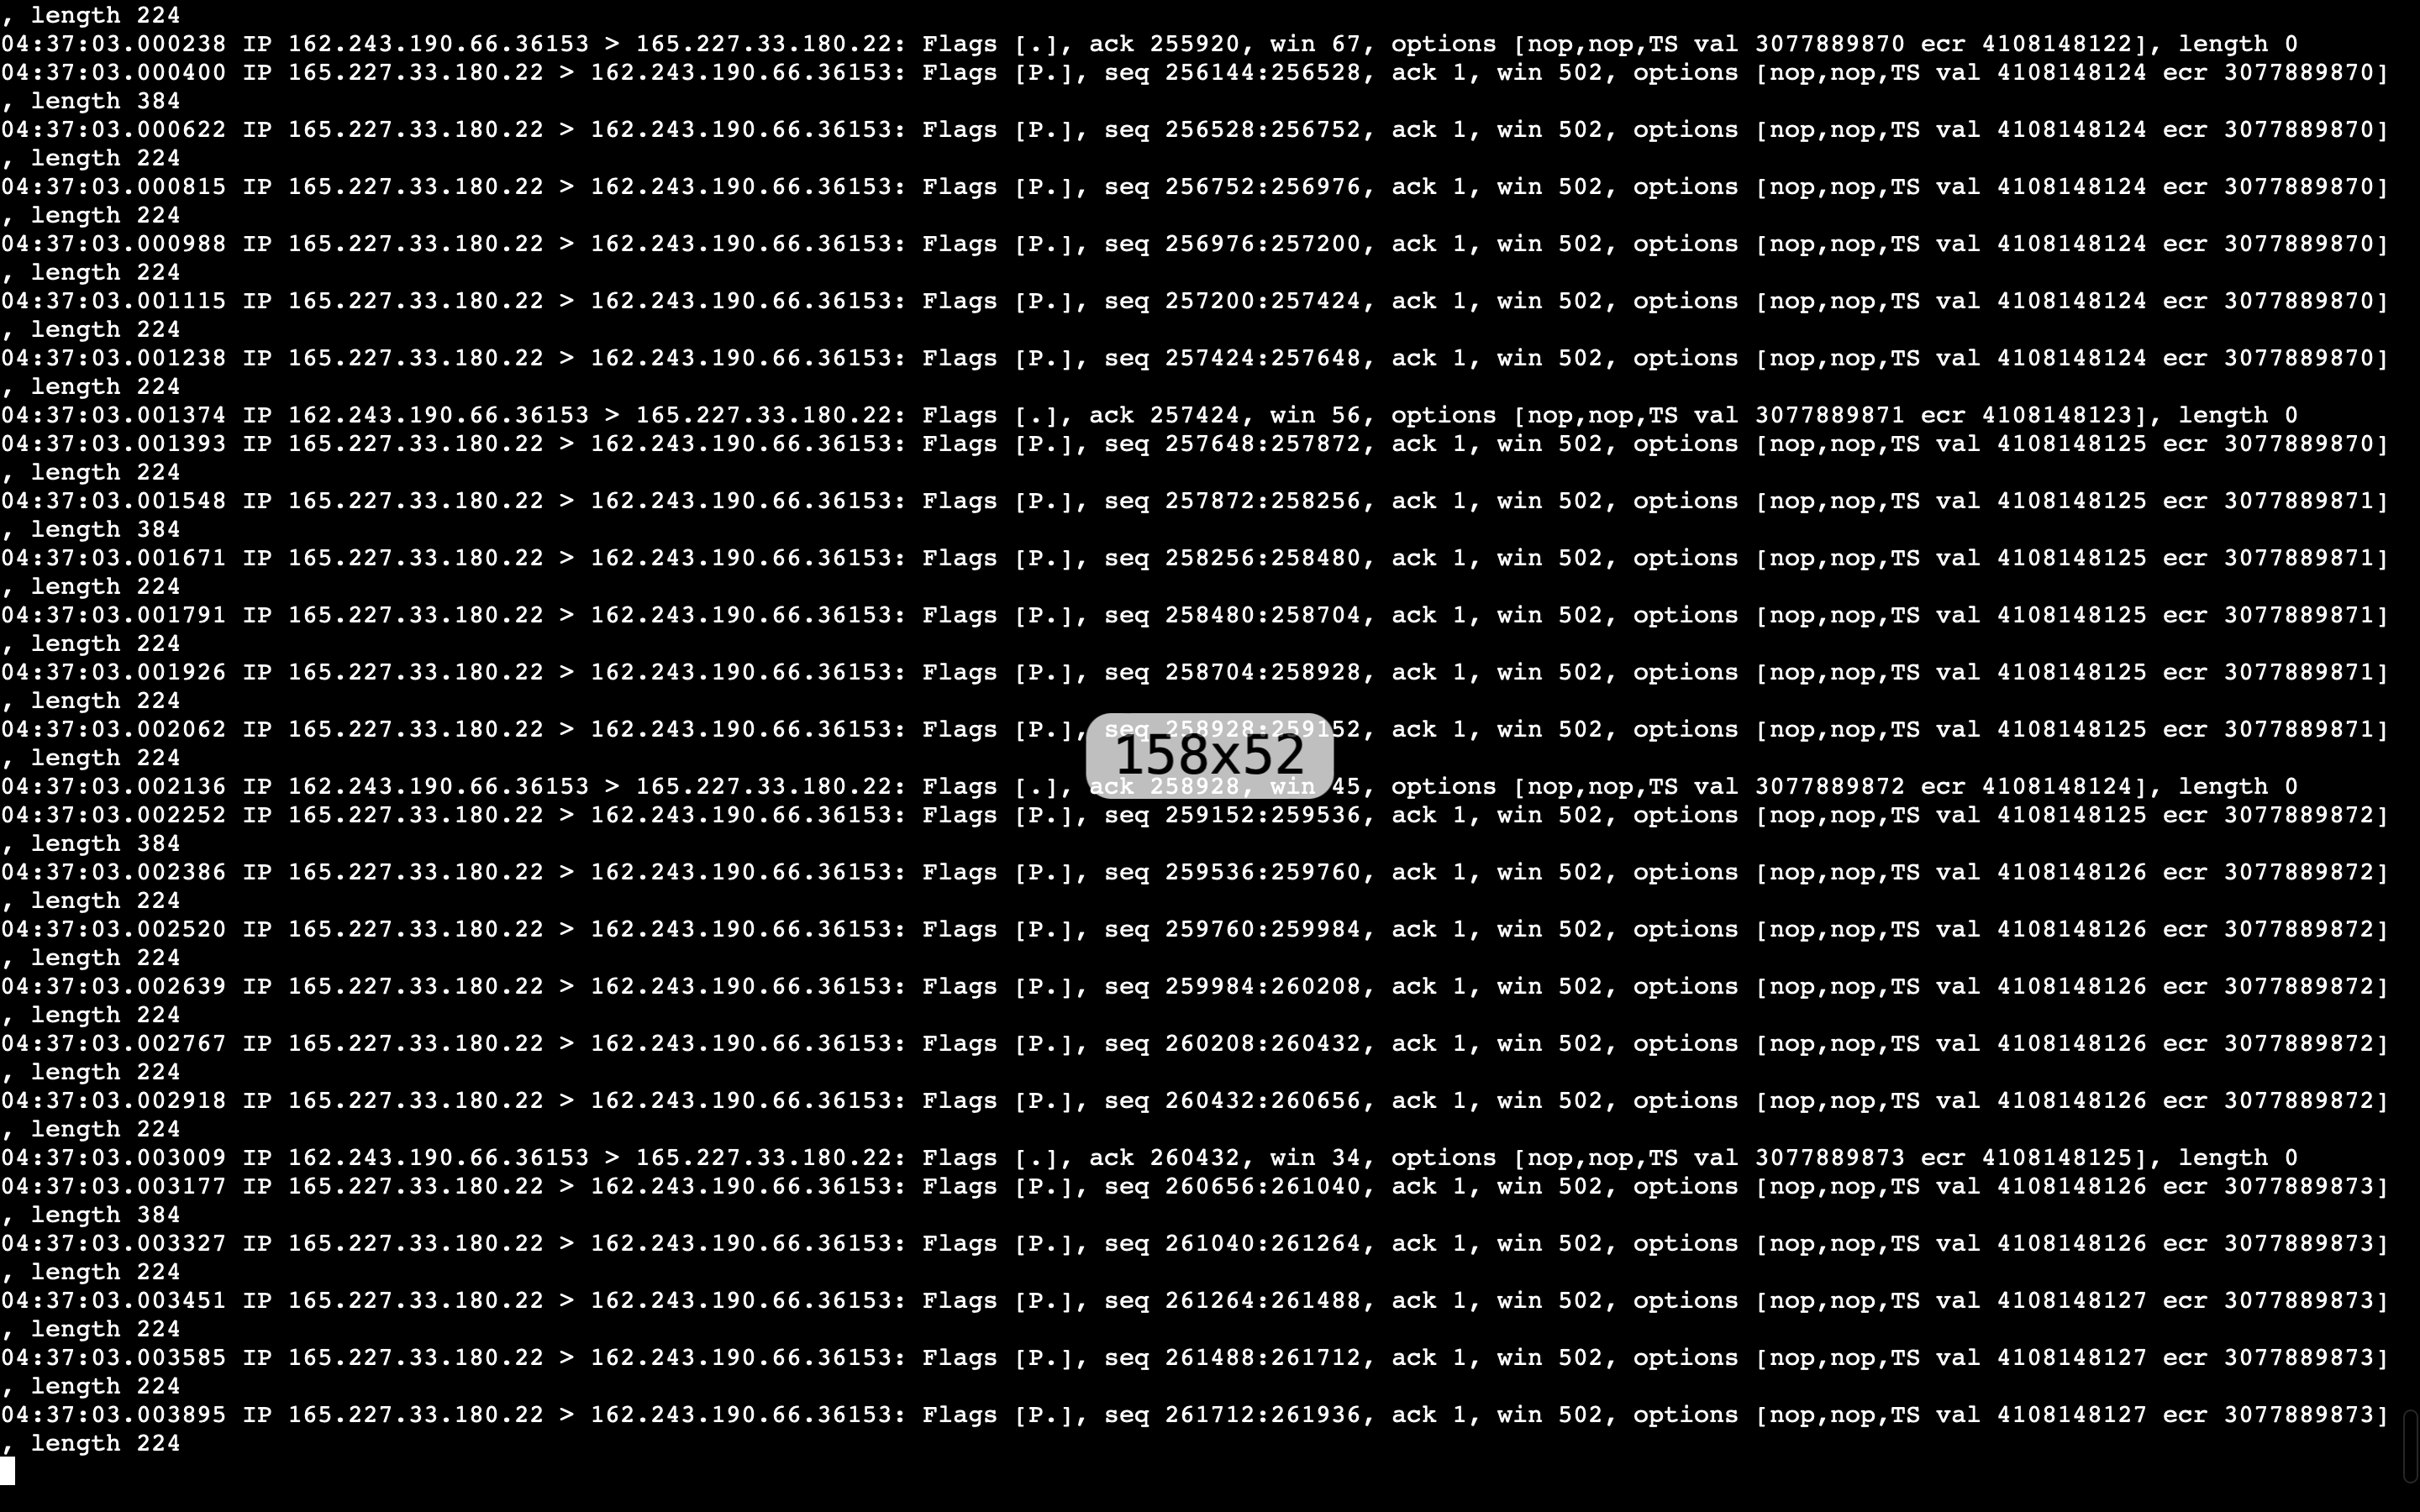 , length 224
04:37:03.000238 IP 162.243.190.66.36153 > 165.227.33.180.22: Flags [.], ack 255920, win 67, options [nop,nop,TS val 3077889870 ecr 4108148122], length 0
04:37:03.000400 IP 165.227.33.180.22 > 162.243.190.66.36153: Flags [P.], seq 256144:256528, ack 1, win 502, options [nop,nop,TS val 4108148124 ecr 3077889870]
, length 384
04:37:03.000622 IP 165.227.33.180.22 > 162.243.190.66.36153: Flags [P.], seq 256528:256752, ack 1, win 502, options [nop,nop,TS val 4108148124 ecr 3077889870]
, length 224
04:37:03.000815 IP 165.227.33.180.22 > 162.243.190.66.36153: Flags [P.], seq 256752:256976, ack 1, win 502, options [nop,nop,TS val 4108148124 ecr 3077889870]
, length 224
04:37:03.000988 IP 165.227.33.180.22 > 162.243.190.66.36153: Flags [P.], seq 256976:257200, ack 1, win 502, options [nop,nop,TS val 4108148124 ecr 3077889870]
, length 224
04:37:03.001115 IP 165.227.33.180.22 > 162.243.190.66.36153: Flags [P.], seq 257200:257424, ack 1, win 502, options [nop,nop,TS val 4108148124 ecr 3077889870]
, length 224
04:37:03.001238 IP 165.227.33.180.22 > 162.243.190.66.36153: Flags [P.], seq 257424:257648, ack 1, win 502, options [nop,nop,TS val 4108148124 ecr 3077889870]
, length 224
04:37:03.001374 IP 162.243.190.66.36153 > 165.227.33.180.22: Flags [.], ack 257424, win 56, options [nop,nop,TS val 3077889871 ecr 4108148123], length 0
04:37:03.001393 IP 165.227.33.180.22 > 162.243.190.66.36153: Flags [P.], seq 257648:257872, ack 1, win 502, options [nop,nop,TS val 4108148125 ecr 3077889870]
, length 224
04:37:03.001548 IP 165.227.33.180.22 > 162.243.190.66.36153: Flags [P.], seq 257872:258256, ack 1, win 502, options [nop,nop,TS val 4108148125 ecr 3077889871]
, length 384
04:37:03.001671 IP 165.227.33.180.22 > 162.243.190.66.36153: Flags [P.], seq 258256:258480, ack 1, win 502, options [nop,nop,TS val 4108148125 ecr 3077889871]
, length 224
04:37:03.001791 IP 165.227.33.180.22 > 162.243.190.66.36153: Flags [P.], seq 258480:258704, ack 1, win 502, options [nop,nop,TS val 4108148125 ecr 3077889871]
, length 224
04:37:03.001926 IP 165.227.33.180.22 > 162.243.190.66.36153: Flags [P.], seq 258704:258928, ack 1, win 502, options [nop,nop,TS val 4108148125 ecr 3077889871]
, length 224
04:37:03.002062 IP 165.227.33.180.22 > 162.243.190.66.36153: Flags [P.], seq 258928:259152, ack 1, win 502, options [nop,nop,TS val 4108148125 ecr 3077889871]
, length 224
158x52
04:37:03.002136 IP 162.243.190.66.36153 > 165.227.33.180.22: Flags [.], ack 258928, win 45, options [nop,nop,TS val 3077889872 ecr 4108148124], length 0
04:37:03.002252 IP 165.227.33.180.22 > 162.243.190.66.36153: Flags [P.], seq 259152:259536, ack 1, win 502, options [nop,nop,TS val 4108148125 ecr 3077889872]
, length 384
04:37:03.002386 IP 165.227.33.180.22 > 162.243.190.66.36153: Flags [P.], seq 259536:259760, ack 1, win 502, options [nop,nop,TS val 4108148126 ecr 3077889872]
, length 224
04:37:03.002520 IP 165.227.33.180.22 > 162.243.190.66.36153: Flags [P.], seq 259760:259984, ack 1, win 502, options [nop,nop,TS val 4108148126 ecr 3077889872]
, length 224
04:37:03.002639 IP 165.227.33.180.22 > 162.243.190.66.36153: Flags [P.], seq 259984:260208, ack 1, win 502, options [nop,nop,TS val 4108148126 ecr 3077889872]
, length 224
04:37:03.002767 IP 165.227.33.180.22 > 162.243.190.66.36153: Flags [P.], seq 260208:260432, ack 1, win 502, options [nop,nop,TS val 4108148126 ecr 3077889872]
, length 224
04:37:03.002918 IP 165.227.33.180.22 > 162.243.190.66.36153: Flags [P.], seq 260432:260656, ack 1, win 502, options [nop,nop,TS val 4108148126 ecr 3077889872]
, length 224
04:37:03.003009 IP 162.243.190.66.36153 > 165.227.33.180.22: Flags [.], ack 260432, win 34, options [nop,nop,TS val 3077889873 ecr 4108148125], length 0
04:37:03.003177 IP 165.227.33.180.22 > 162.243.190.66.36153: Flags [P.], seq 260656:261040, ack 1, win 502, options [nop,nop,TS val 4108148126 ecr 3077889873]
, length 384
04:37:03.003327 IP 165.227.33.180.22 > 162.243.190.66.36153: Flags [P.], seq 261040:261264, ack 1, win 502, options [nop,nop,TS val 4108148126 ecr 3077889873]
, length 224
04:37:03.003451 IP 165.227.33.180.22 > 162.243.190.66.36153: Flags [P.], seq 261264:261488, ack 1, win 502, options [nop,nop,TS val 4108148127 ecr 3077889873]
, length 224
04:37:03.003585 IP 165.227.33.180.22 > 162.243.190.66.36153: Flags [P.], seq 261488:261712, ack 1, win 502, options [nop,nop,TS val 4108148127 ecr 3077889873]
, length 224
04:37:03.003895 IP 165.227.33.180.22 > 162.243.190.66.36153: Flags [P.], seq 261712:261936, ack 1, win 502, options [nop,nop,TS val 4108148127 ecr 3077889873]
, length 224